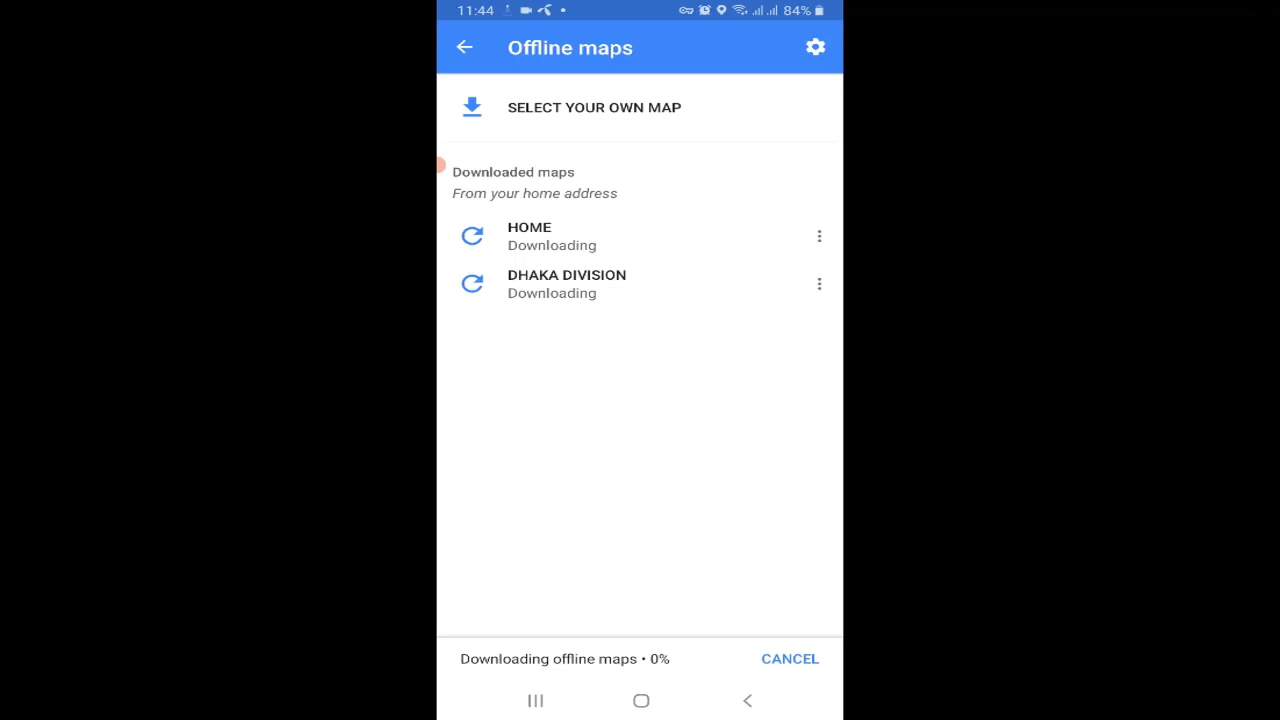 11:44 84%
Offline maps
SELECT YOUR OWN MAP
Downloaded maps
From your home address
HOME
Downloading
DHAKA DIVISION
Downloading
Downloading offline maps • 0% CANCEL